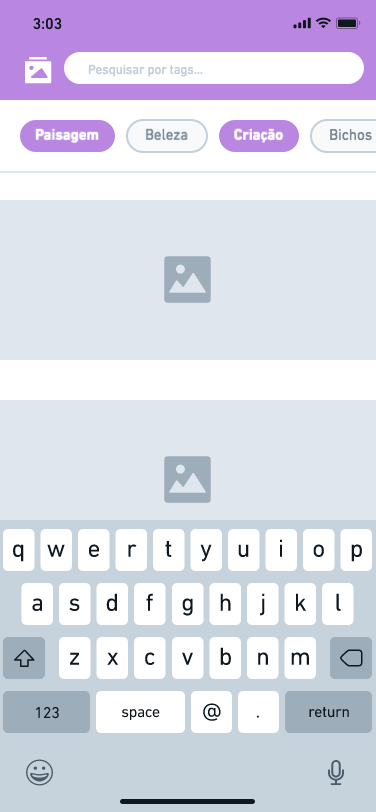 3:03
Pesquisar por tags...
Paisagem Beleza Criação Bichos
q w e r t y u i o p
a s d f g h j k l
z x c v b n m
123 space @ . return